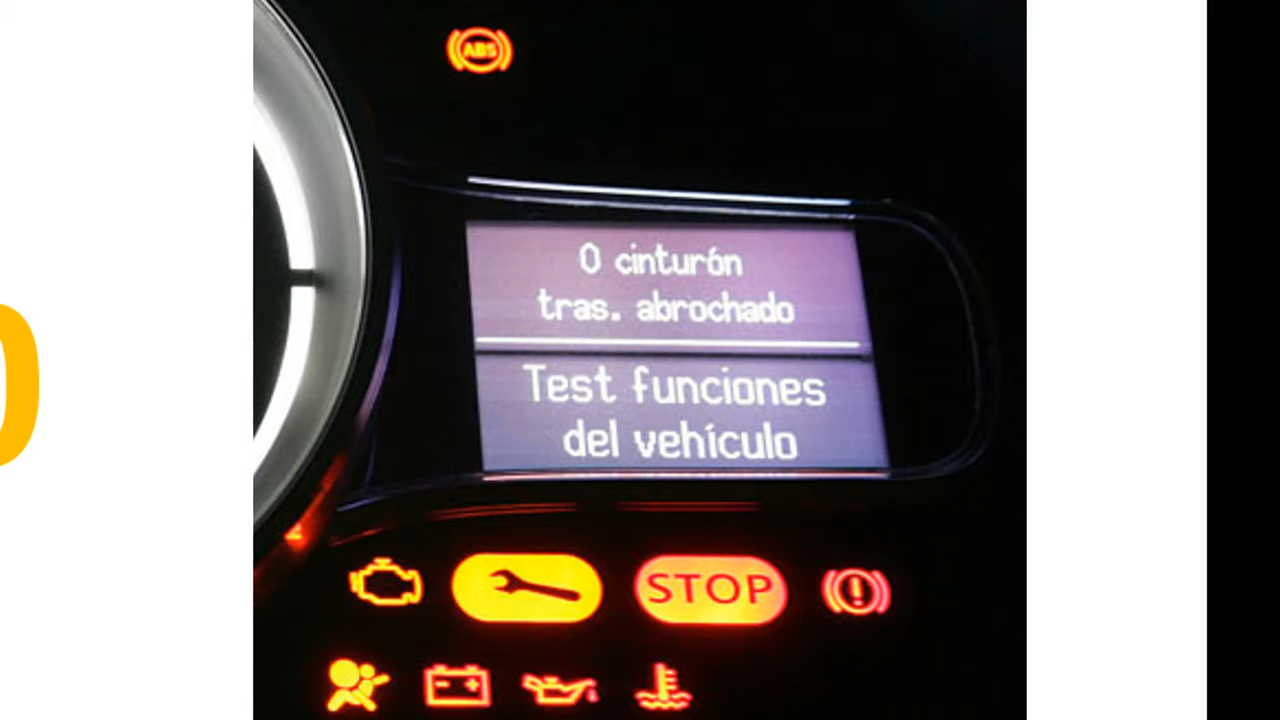 ABS
0 cinturón
tras. abrochado
Test funciones
del vehículo
STOP